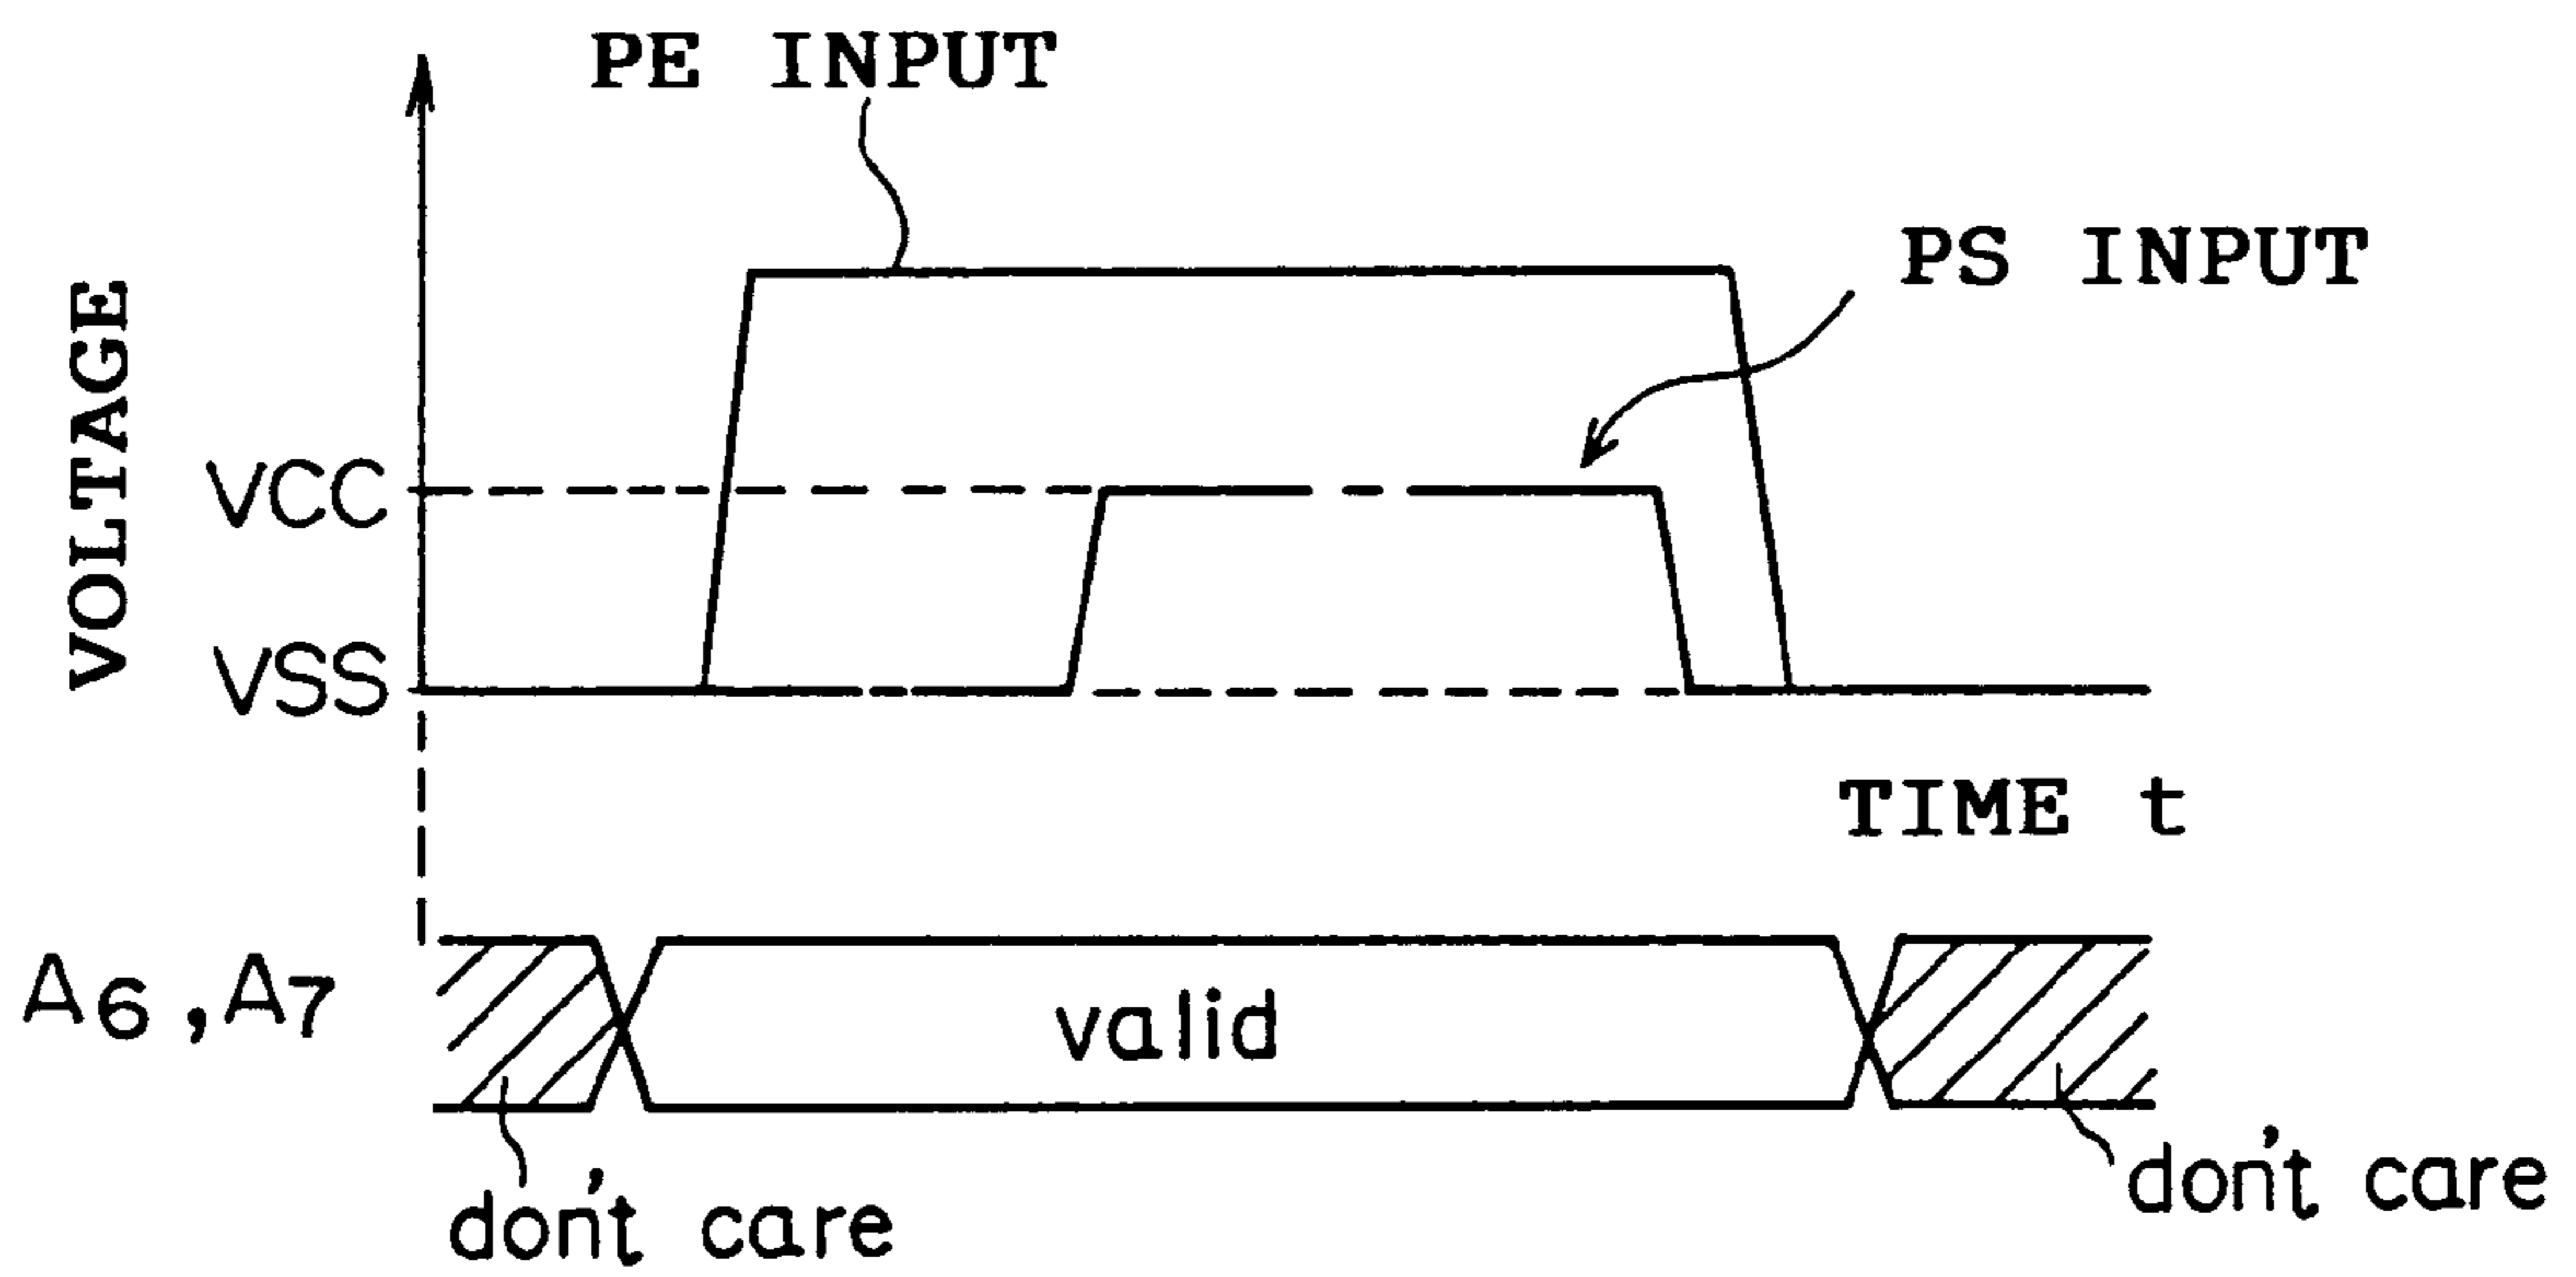 PE INPUT
PS INPUT
VOLTAGE
VCC
VSS
TIME t
A6, A7
valid
don't care
don't care